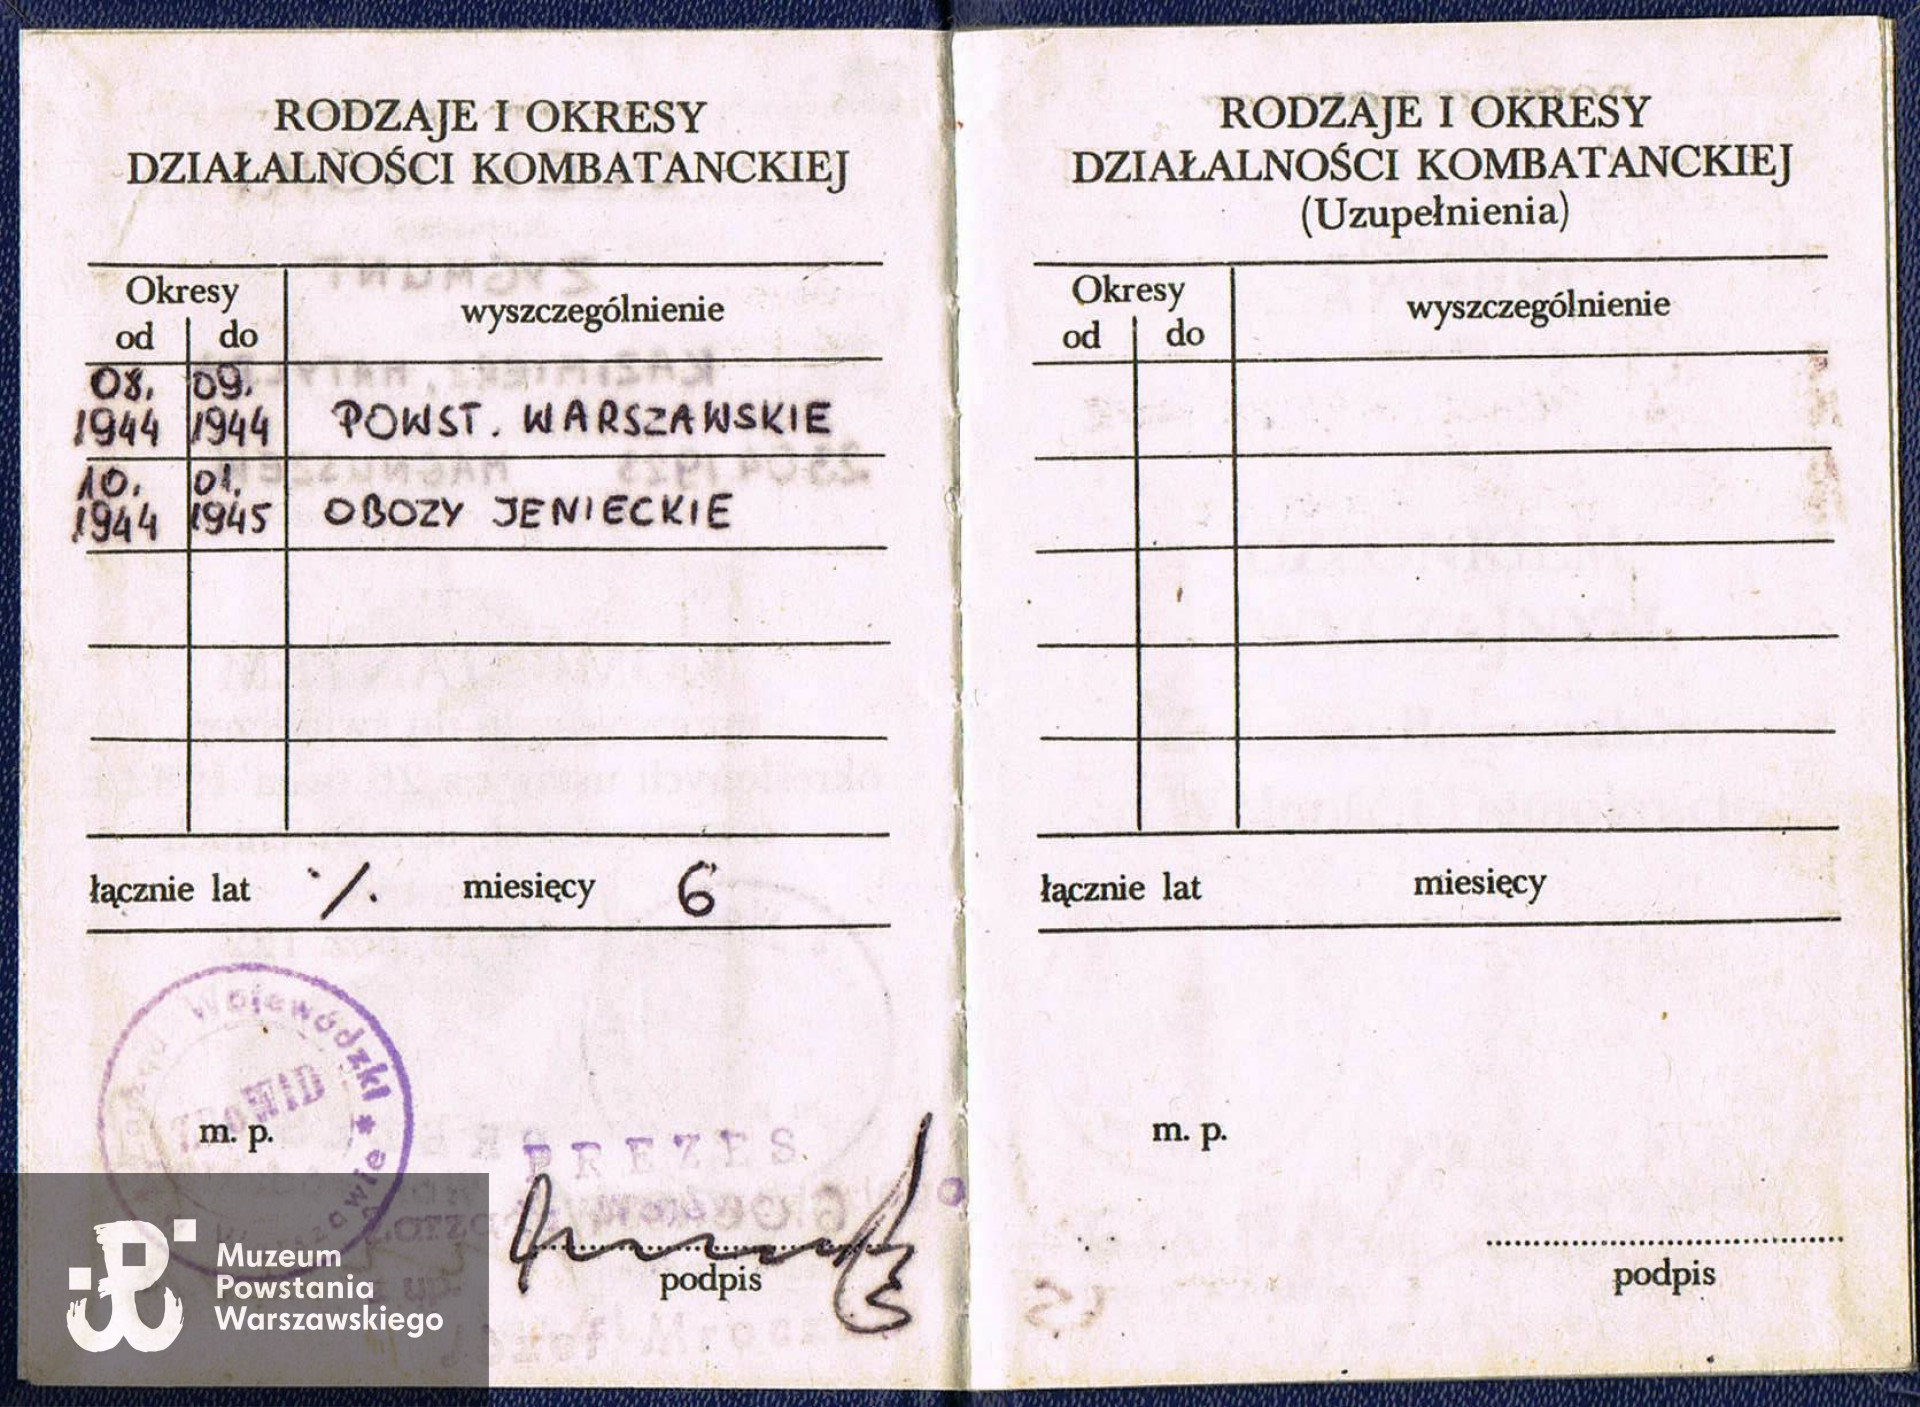 RODZAJE I OKRESY
DZIAŁALNOŚCI KOMBATANCKIEJ
Okresy
od do
wyszczególnienie
08. 09.
1944 1944 POWST. WARSZAWSKIE
10. 01.
1944 1945 OBOZY JENIECKIE
łącznie lat ·/. miesięcy 6
Wojewódzki *
m. p.
PREZES
podpis
Muzeum
Powstania
Warszawskiego
RODZAJE I OKRESY
DZIAŁALNOŚCI KOMBATANCKIEJ
(Uzupełnienia)
Okresy
od do
wyszczególnienie
łącznie lat miesięcy
m. p.
podpis